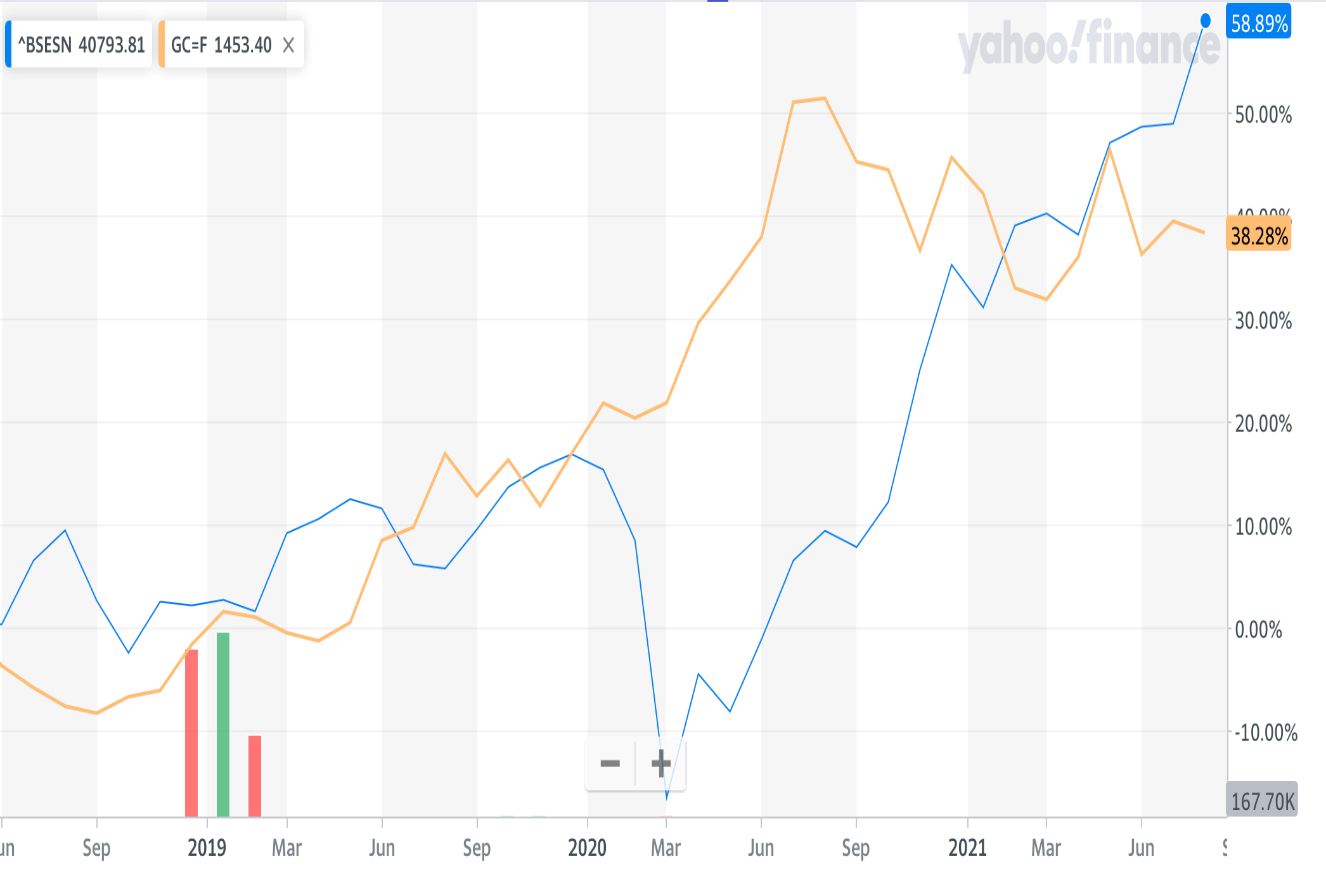 ^BSESN 40793.81 GC=F 1453.40 X
yahoo!finance
58.89%
50.00%
40.00%
38.28%
30.00%
20.00%
10.00%
0.00%
-10.00%
167.70K
un Sep 2019 Mar Jun Sep 2020 Mar Jun Sep 2021 Mar Jun S